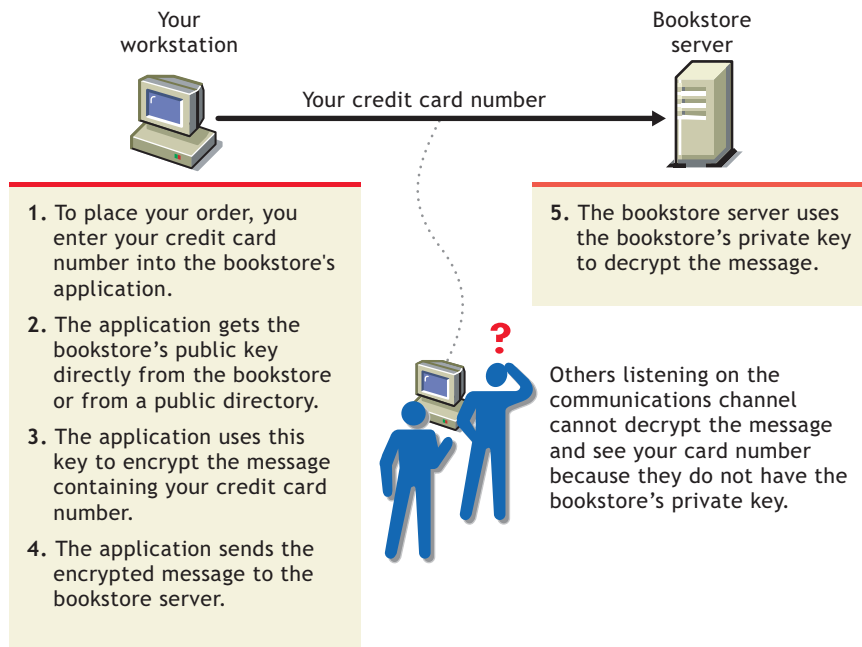 Your
workstation
Bookstore
server
Your credit card number
1. To place your order, you
enter your credit card
number into the bookstore's
application.
2. The application gets the
bookstore’s public key
directly from the bookstore
or from a public directory.
3. The application uses this
key to encrypt the message
containing your credit card
number.
4. The application sends the
encrypted message to the
bookstore server.
5. The bookstore server uses
the bookstore’s private key
to decrypt the message.
?
Others listening on the
communications channel
cannot decrypt the message
and see your card number
because they do not have the
bookstore’s private key.